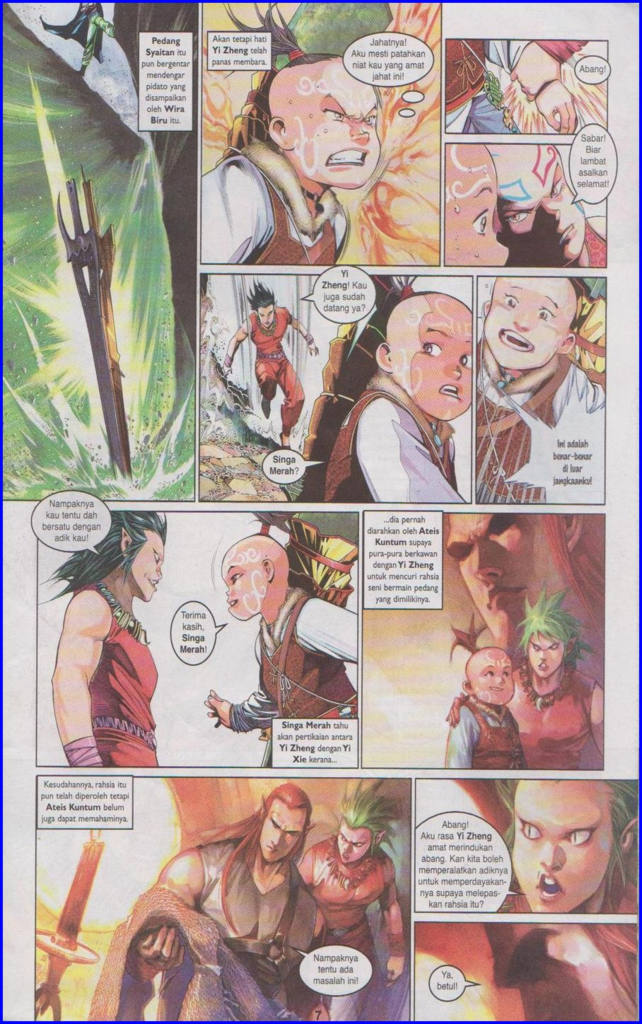 Pedang
Syaitan itu
pun bergentar
mendengar
pidato yang
disampaikan
oleh Wira
Biru itu.
Akan tetapi hati
Yi Zheng telah
panas membara.
Jahatnya!
Aku mesti patahkan
niat kau yang amat
jahat ini!
Abang!
Sabar!
Biar
lambat
asalkan
selamat!
Yi
Zheng! Kau
juga sudah
datang ya?
Singa
Merah?
Ini adalah
benar-benar
di luar
jangkaanku!
Nampaknya
kau tentu dah
bersatu dengan
adik kau!
Terima
kasih,
Singa
Merah!
Singa Merah tahu
akan pertikaian antara
Yi Zheng dengan Yi
Xie kerana...
...dia pernah
diarahkan oleh Ateis
Kuntum supaya
pura-pura berkawan
dengan Yi Zheng
untuk mencuri rahsia
seni bermain pedang
yang dimilikinya.
Kesudahannya, rahsia itu
pun telah diperoleh tetapi
Ateis Kuntum belum
juga dapat memahaminya.
Nampaknya
tentu ada
masalah ini!
Abang!
Aku rasa Yi Zheng
amat merindukan
abang. Kan kita boleh
memperalatkan adiknya
untuk memperdayakan-
nya supaya melepas-
kan rahsia itu?
Ya,
betul!
7